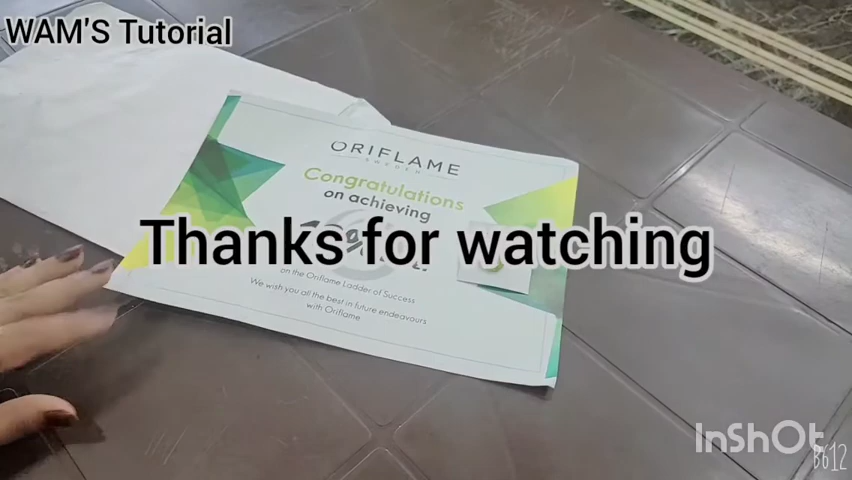 WAM'S Tutorial
ORIFLAME
SWEDEN
Congratulations
on achieving
Thanks for watching
on the Oriflame Ladder of Success
We wish you all the best in future endeavours
with Oriflame
InShOt
B612